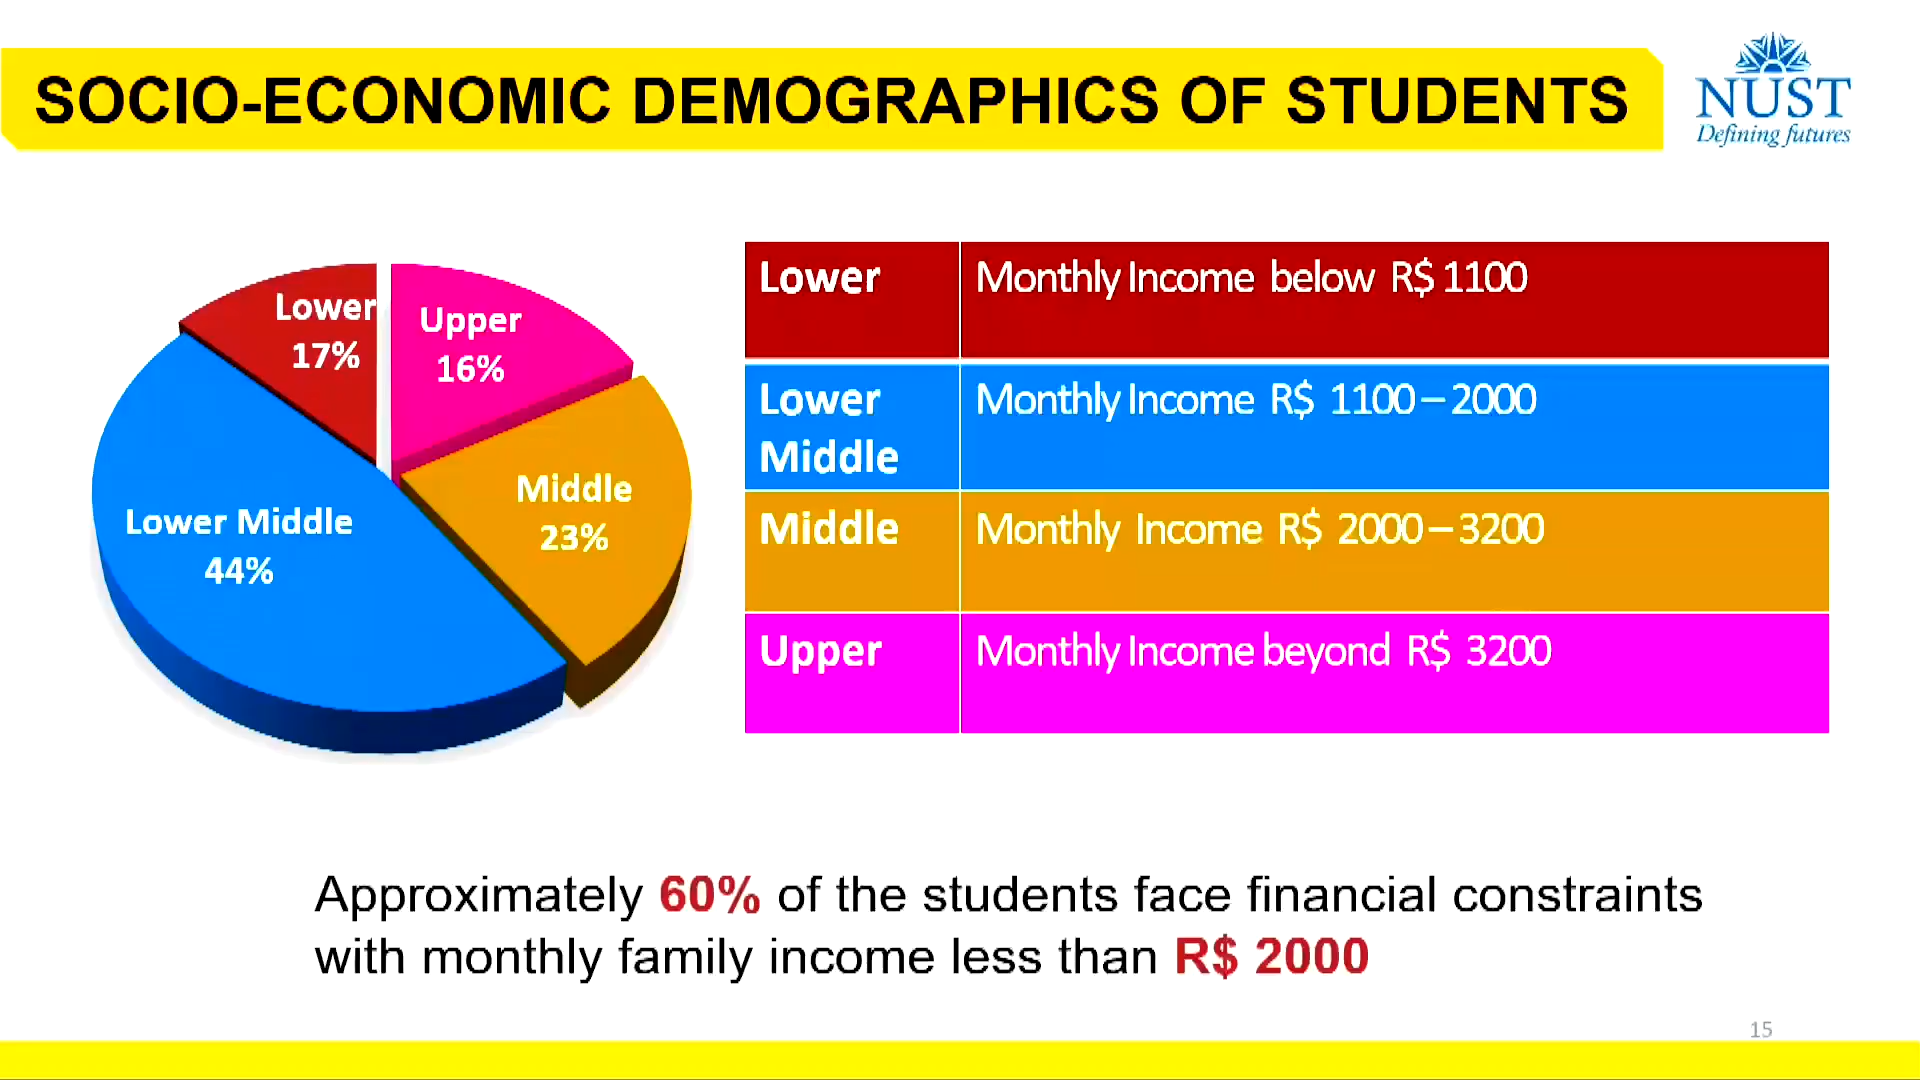 SOCIO-ECONOMIC DEMOGRAPHICS OF STUDENTS
NUST
Defining futures
Lower
17%
Upper
16%
Middle
23%
Lower Middle
44%
Lower
Monthly Income below R$ 1100
Lower
Middle
Monthly Income R$ 1100 – 2000
Middle
Monthly Income R$ 2000 – 3200
Upper
Monthly Income beyond R$ 3200
Approximately 60% of the students face financial constraints
with monthly family income less than R$ 2000
15